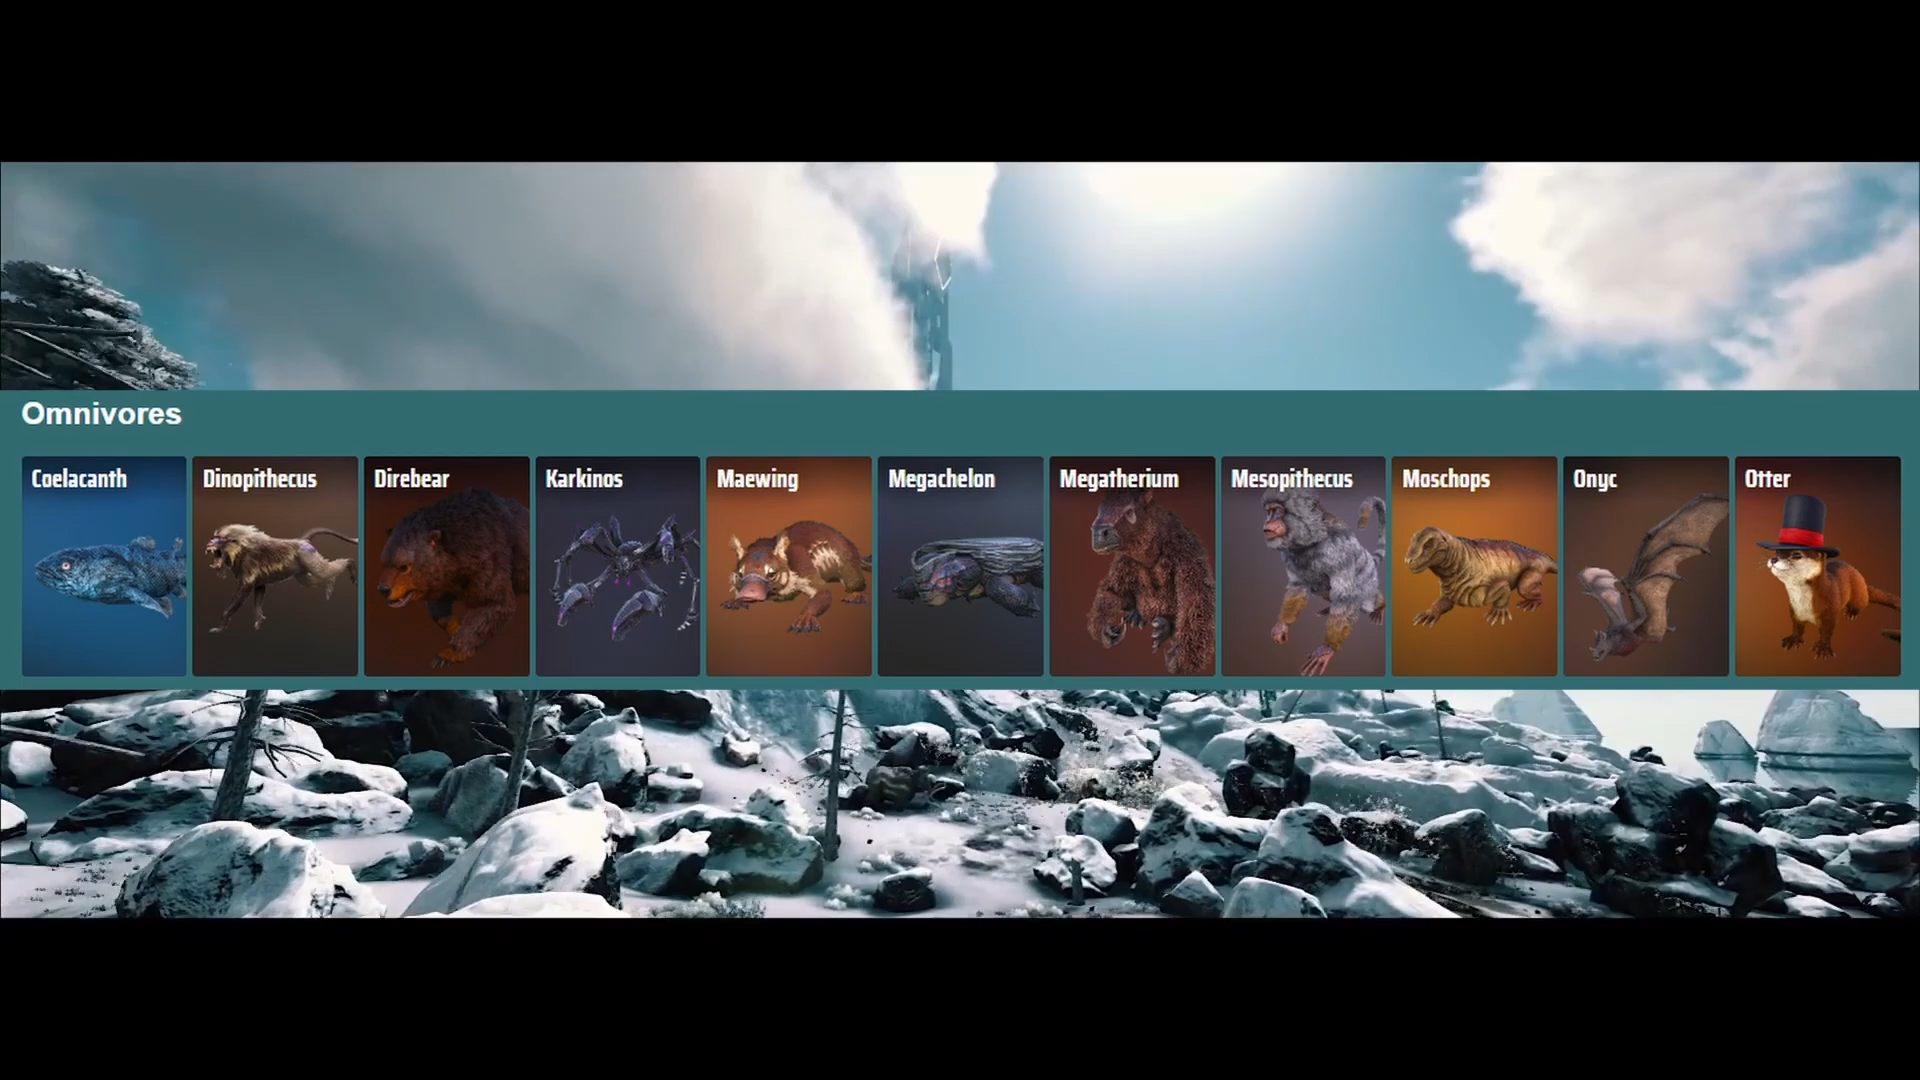 Omnivores
Coelacanth
Dinopithecus
Direbear
Karkinos
Maewing
Megachelon
Megatherium
Mesopithecus
Moschops
Onyc
Otter